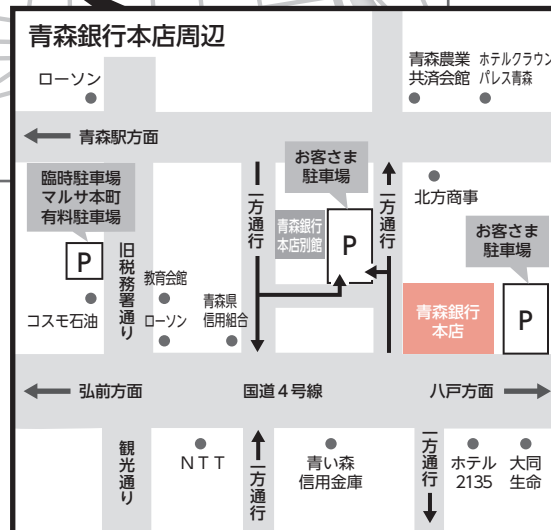 青森銀行本店周辺
ローソン
青森農業
共済会館
ホテルクラウン
パレス青森
青森駅方面
臨時駐車場
マルサ本町
有料駐車場
P
コスモ石油
旧税務署通り
教育会館
ローソン
青森県
信用組合
一方通行
お客さま
駐車場
青森銀行
本店別館
P
一方通行
北方商事
お客さま
駐車場
青森銀行
本店
P
弘前方面
国道4号線
八戸方面
観光通り
NTT
一方通行
青い森
信用金庫
一方通行
ホテル
2135
大同
生命